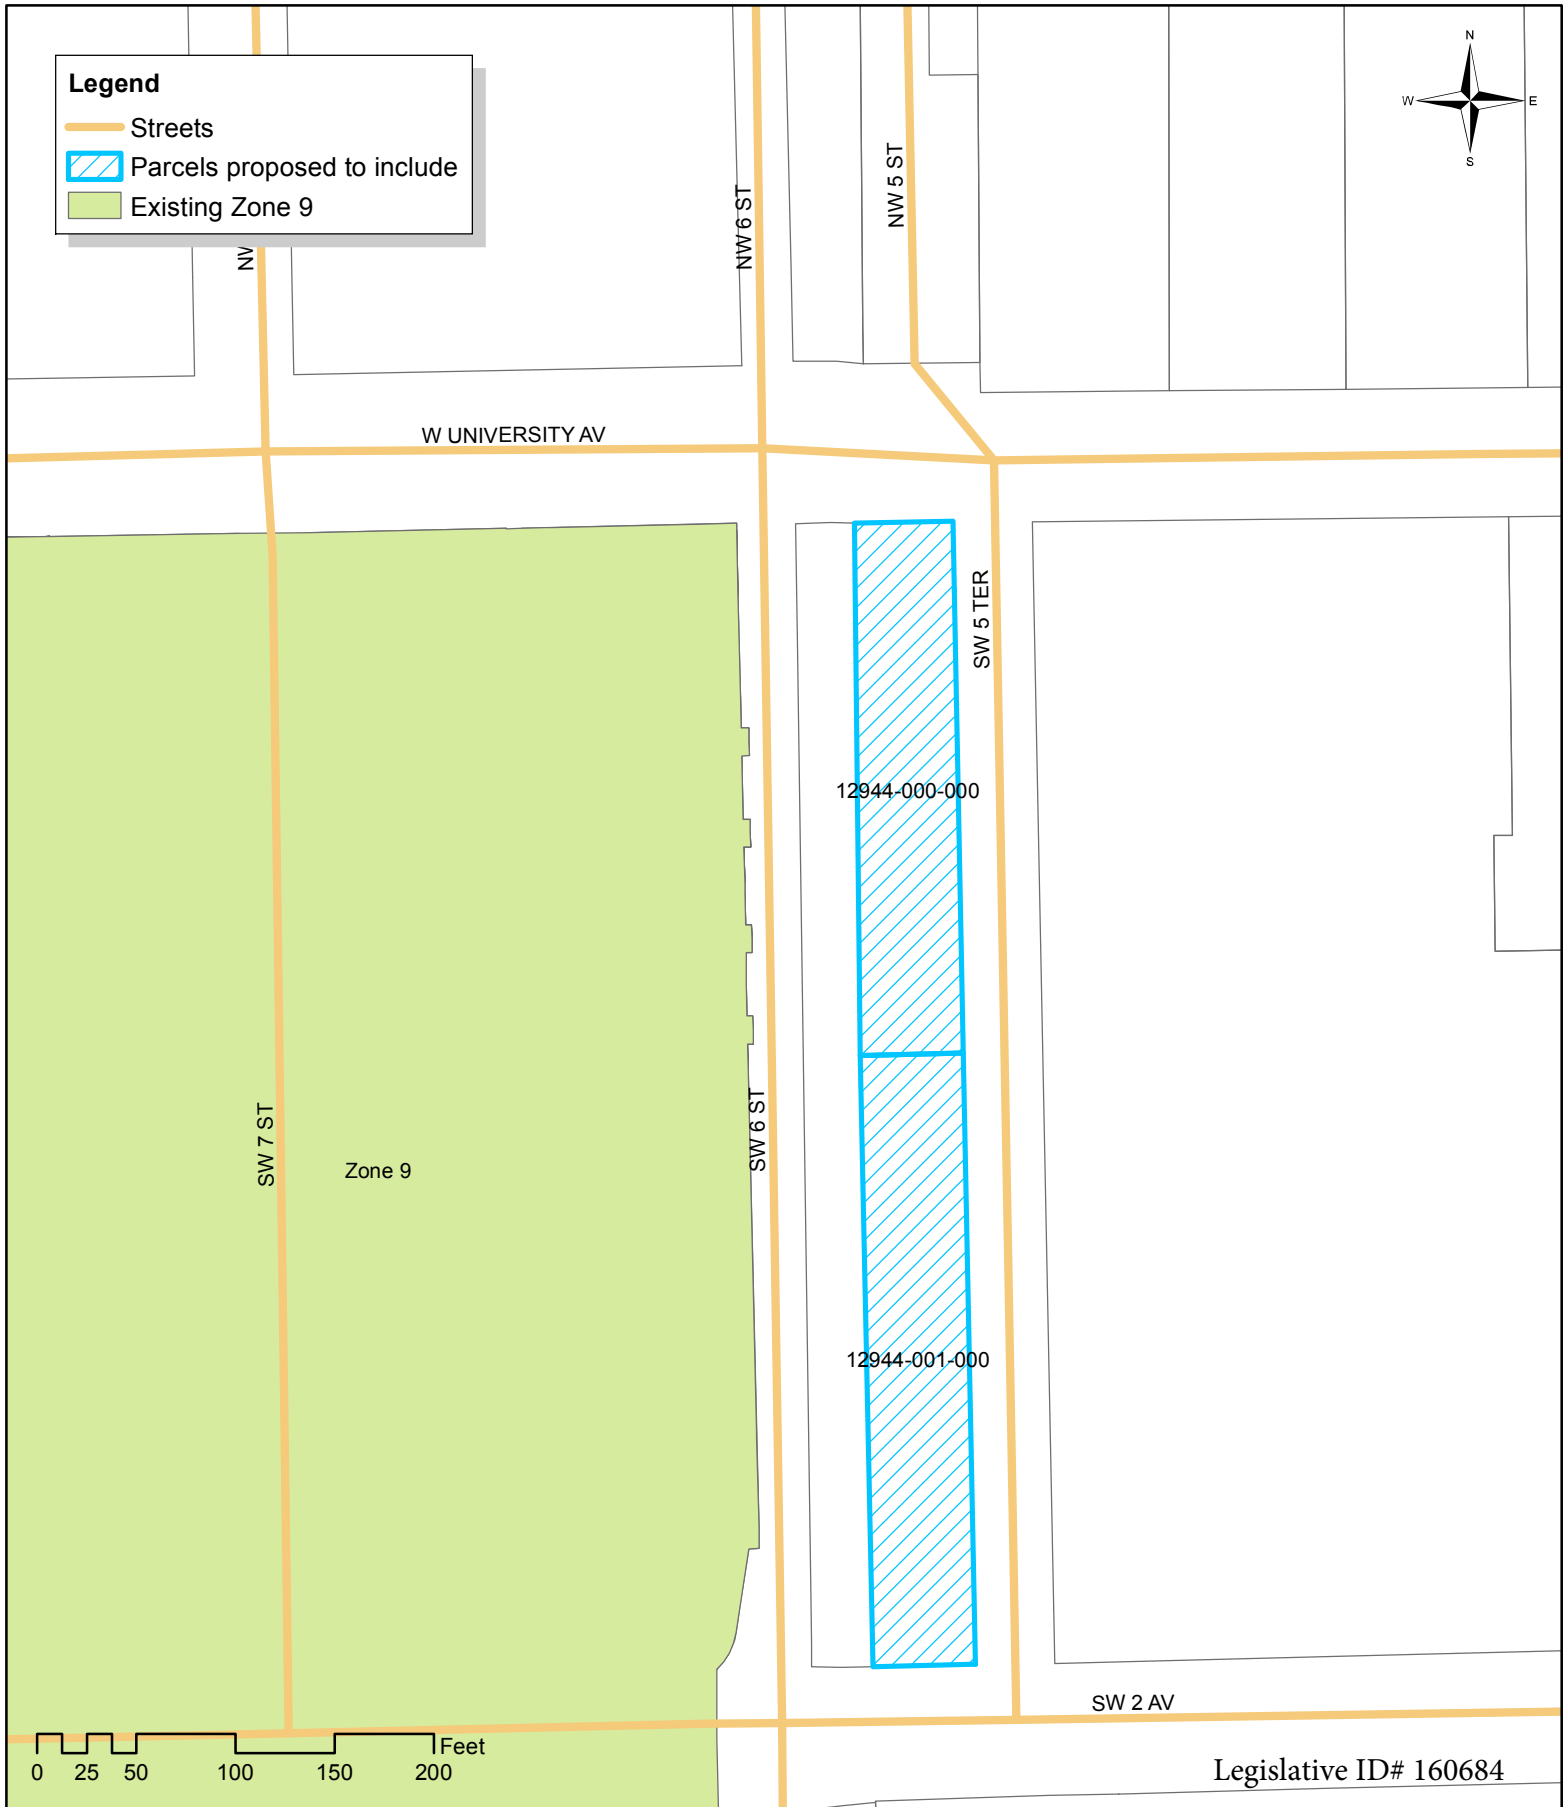 Legend
Streets
Parcels proposed to include
Existing Zone 9
N
W
E
S
NW 6 ST
NW 5 ST
W UNIVERSITY AV
SW 5 TER
12944-000-000
SW 7 ST
SW 6 ST
Zone 9
12944-001-000
SW 2 AV
Feet
0 25 50 100 150 200
Legislative ID# 160684